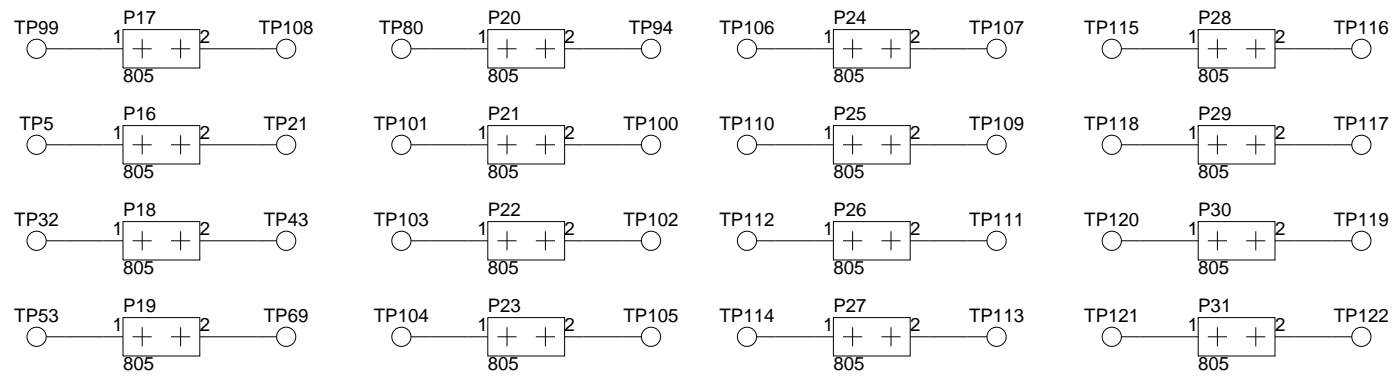 P17 P20 P24 P28
TP99 TP108 TP80 TP94 TP106 TP107 TP115 TP116
1 2 1 2 1 2 1 2
805 805 805 805
P16 P21 P25 P29
TP5 TP21 TP101 TP100 TP110 TP109 TP118 TP117
1 2 1 2 1 2 1 2
805 805 805 805
P18 P22 P26 P30
TP32 TP43 TP103 TP102 TP112 TP111 TP120 TP119
1 2 1 2 1 2 1 2
805 805 805 805
P19 P23 P27 P31
TP53 TP69 TP104 TP105 TP114 TP113 TP121 TP122
1 2 1 2 1 2 1 2
805 805 805 805